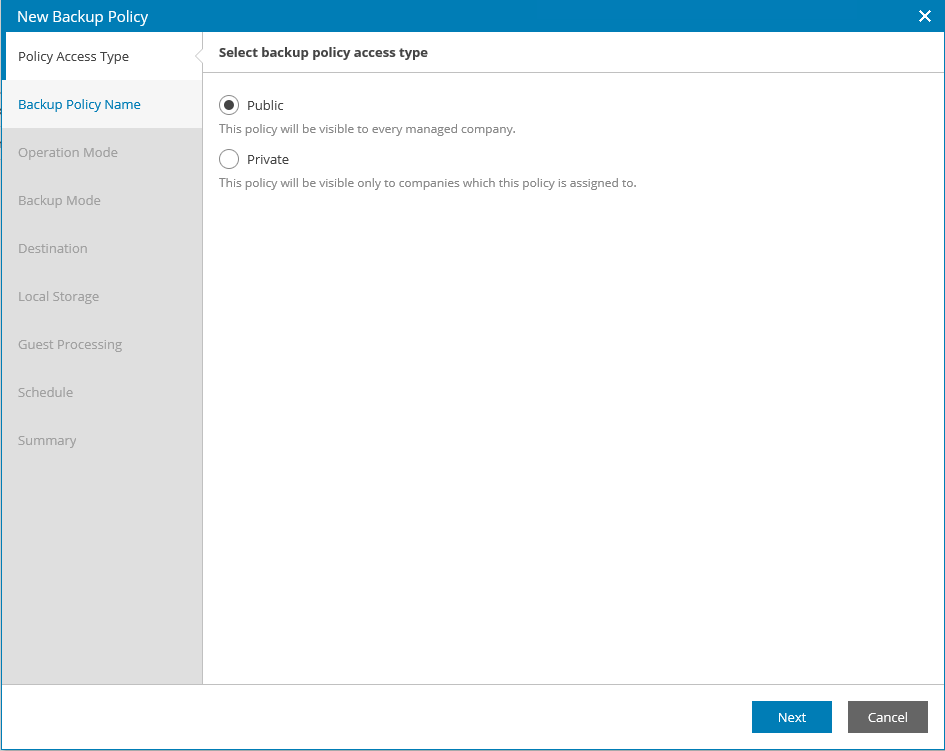 New Backup Policy
Policy Access Type
Select backup policy access type
Backup Policy Name
Public
This policy will be visible to every managed company.
Operation Mode
Private
This policy will be visible only to companies which this policy is assigned to.
Backup Mode
Destination
Local Storage
Guest Processing
Schedule
Summary
Next
Cancel